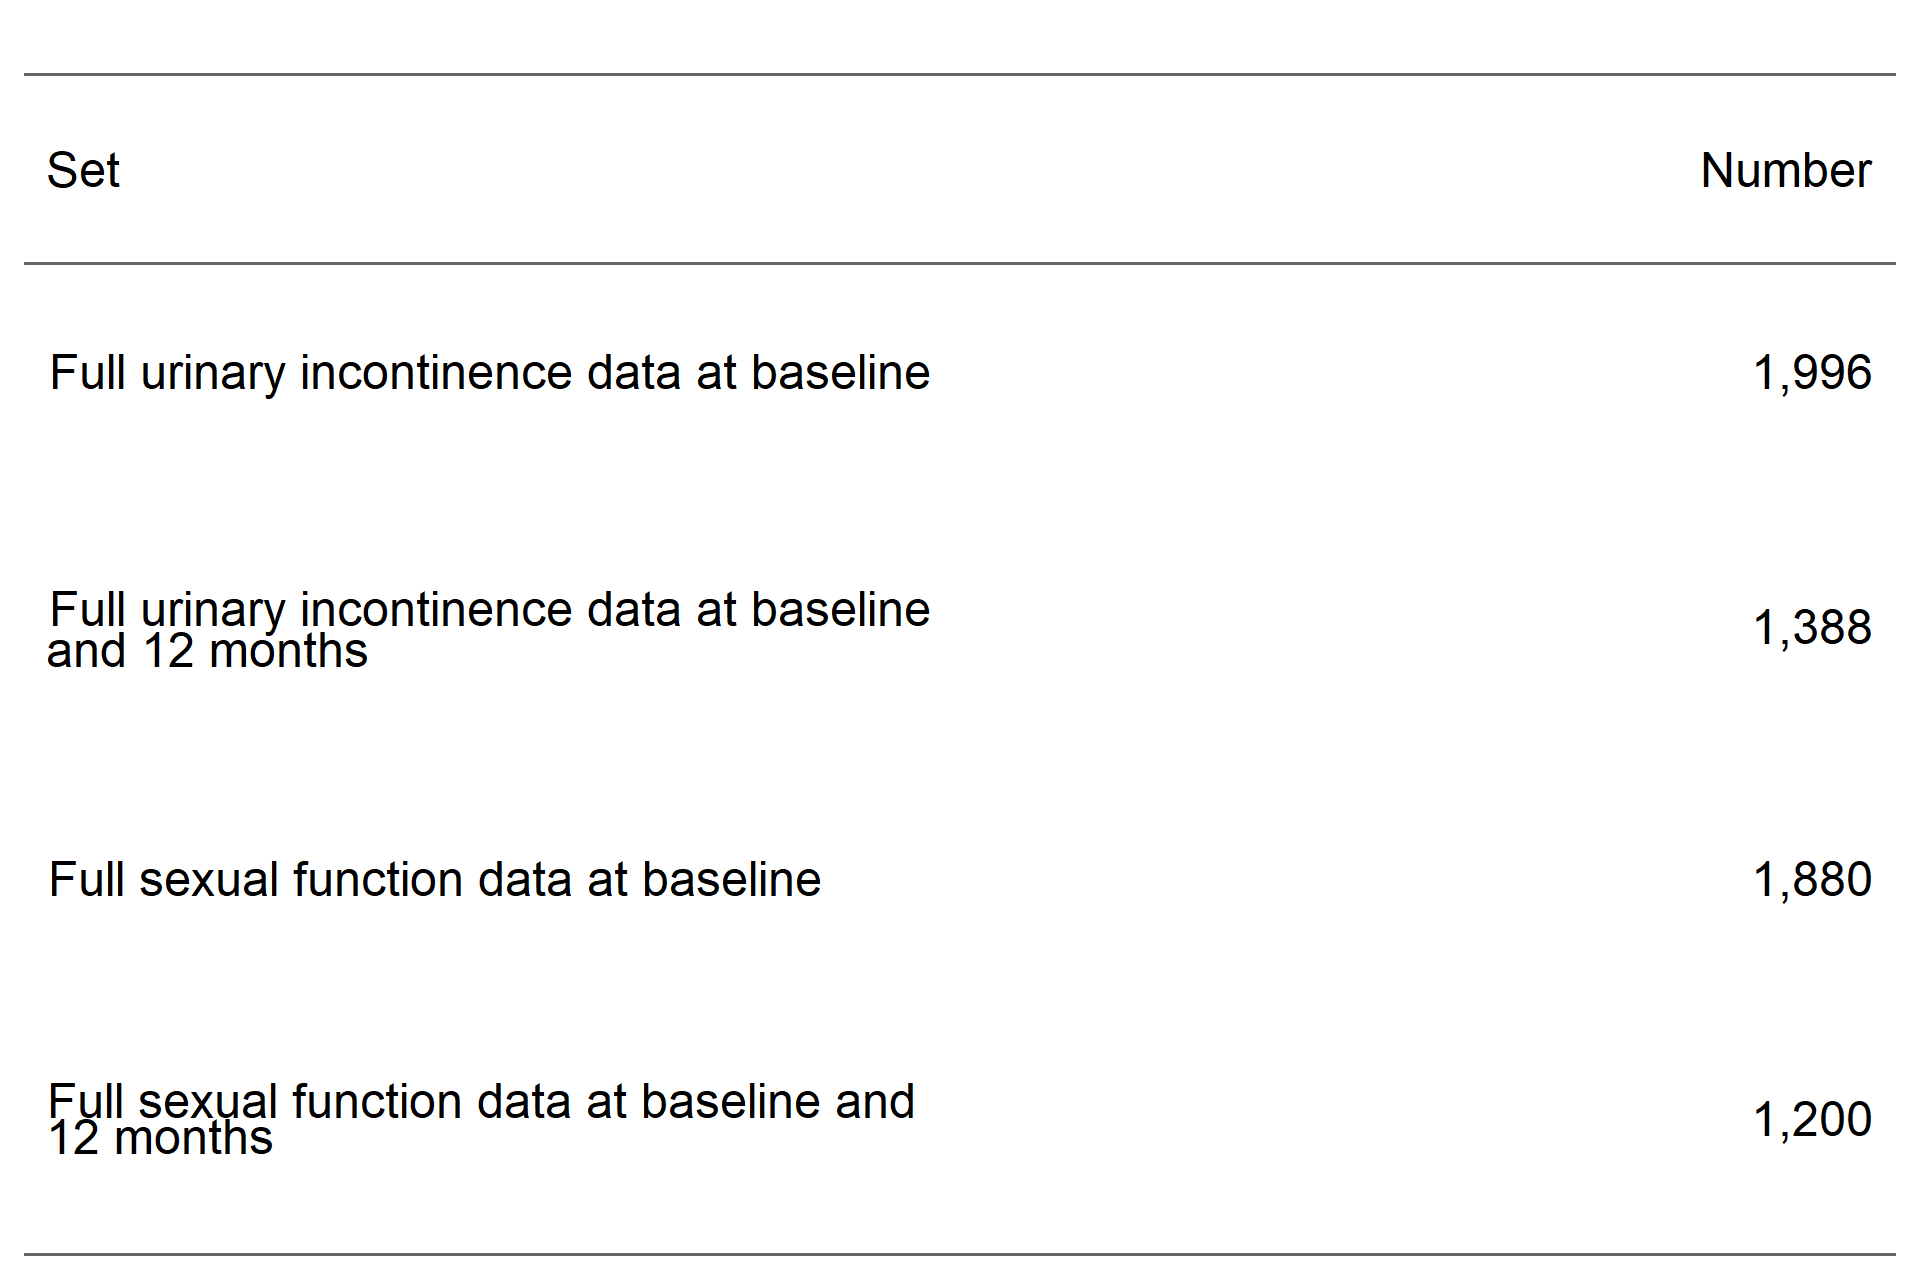 Set Number
Full urinary incontinence data at baseline 1,996
Full urinary incontinence data at baseline
and 12 months 1,388
Full sexual function data at baseline 1,880
Full sexual function data at baseline and
12 months 1,200